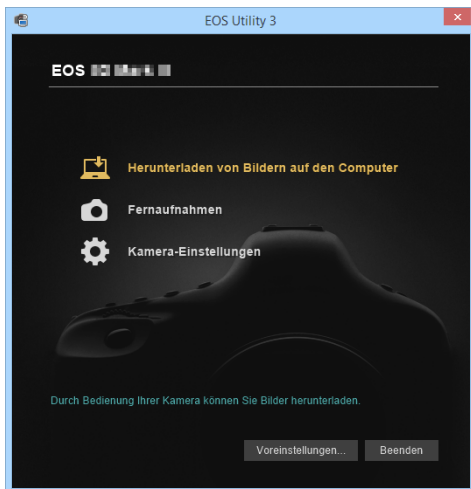 EOS Utility 3
EOS
Herunterladen von Bildern auf den Computer
Fernaufnahmen
Kamera-Einstellungen
Durch Bedienung Ihrer Kamera können Sie Bilder herunterladen.
Voreinstellungen... Beenden